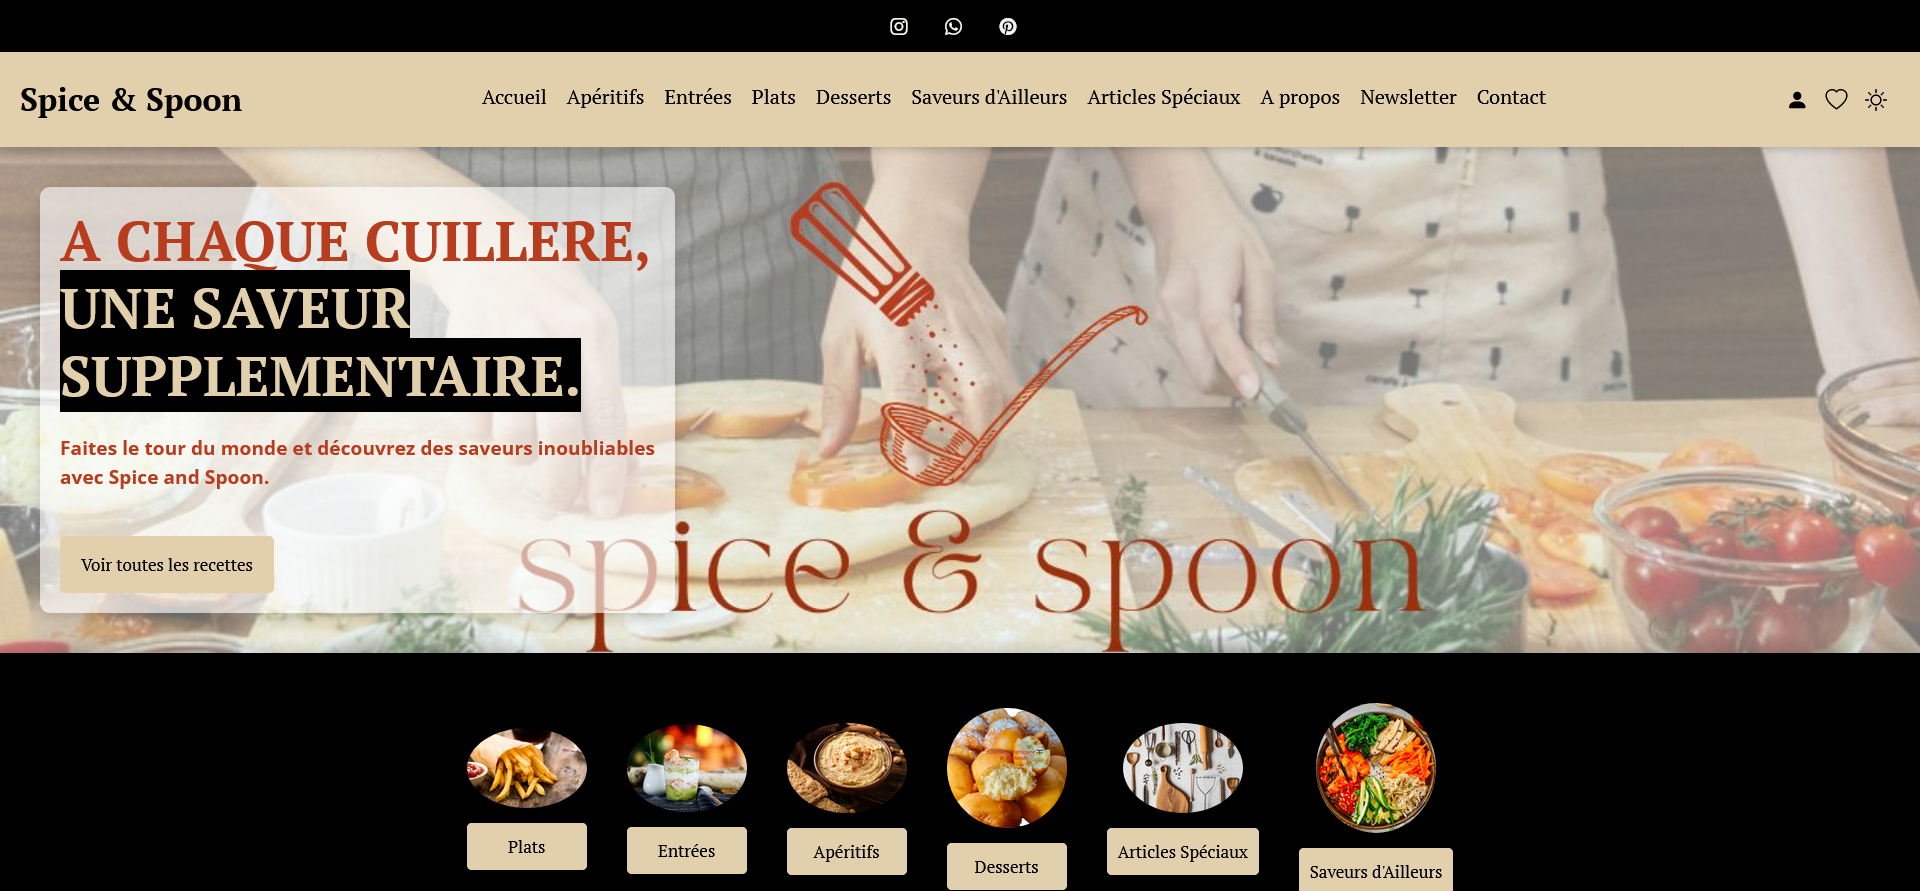 Spice & Spoon
Accueil Apéritifs Entrées Plats Desserts Saveurs d'Ailleurs Articles Spéciaux A propos Newsletter Contact
A CHAQUE CUILLERE,
UNE SAVEUR
SUPPLEMENTAIRE.
Faites le tour du monde et découvrez des saveurs inoubliables
avec Spice and Spoon.
Voir toutes les recettes
spice & spoon
Plats
Entrées
Apéritifs
Desserts
Articles Spéciaux
Saveurs d'Ailleurs